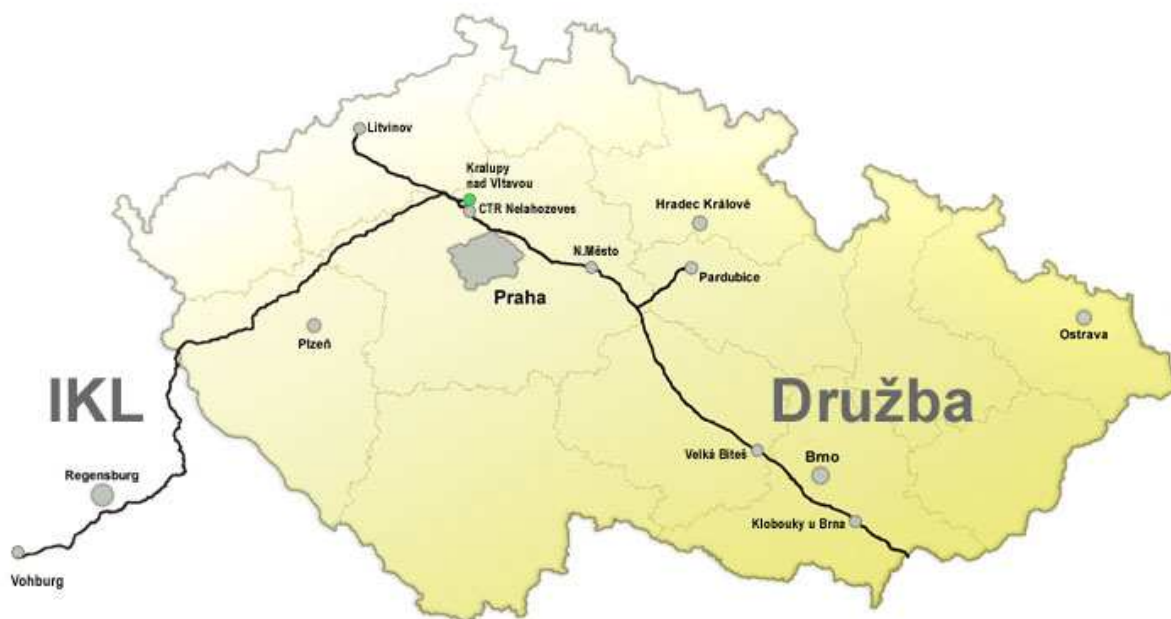 Litvinov
Kralupy
nad Vltavou
CTR Nelahozeves
Hradec Králové
N.Město
Pardubice
Praha
Plzeň
Ostrava
IKL
Družba
Velká Bíteš
Brno
Regensburg
Klobouky u Brna
Vohburg